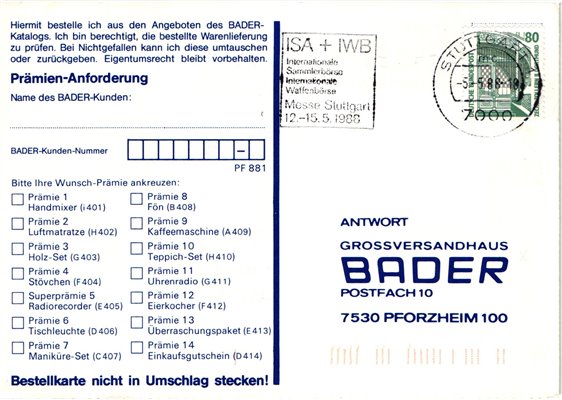 Hiermit bestelle ich aus den Angeboten des BADER-
Katalogs. Ich bin berechtigt, die bestellte Warenlieferung
zu prüfen. Bei Nichtgefallen kann ich diese umtauschen
oder zurückgeben. Eigentumsrecht bleibt vorbehalten.
Prämien-Anforderung
Name des BADER-Kunden:
BADER-Kunden-Nummer
PF 881
Bitte Ihre Wunsch-Prämie ankreuzen:
Prämie 1
Handmixer (I401)
Prämie 2
Luftmatratze (H402)
Prämie 3
Holz-Set (G403)
Prämie 4
Stövchen (F404)
Superprämie 5
Radiorecorder (E405)
Prämie 6
Tischleuchte (D406)
Prämie 7
Maniküre-Set (C407)
Prämie 8
Fön (B408)
Prämie 9
Kaffeemaschine (A409)
Prämie 10
Teppich-Set (H410)
Prämie 11
Uhrenradio (G411)
Prämie 12
Eierkocher (F412)
Prämie 13
Überraschungspaket (E413)
Prämie 14
Einkaufsgutschein (D414)
Bestellkarte nicht in Umschlag stecken!
ISA + IWB
Internationale
Sammlerbörse
Internationale
Waffenbörse
Messe Stuttgart
12.-15.5.1988
STUTTGART
7000
80
DEUTSCHE BUNDESPOST
ANTWORT
GROSSVERSANDHAUS
BADER
POSTFACH 10
7530 PFORZHEIM 100